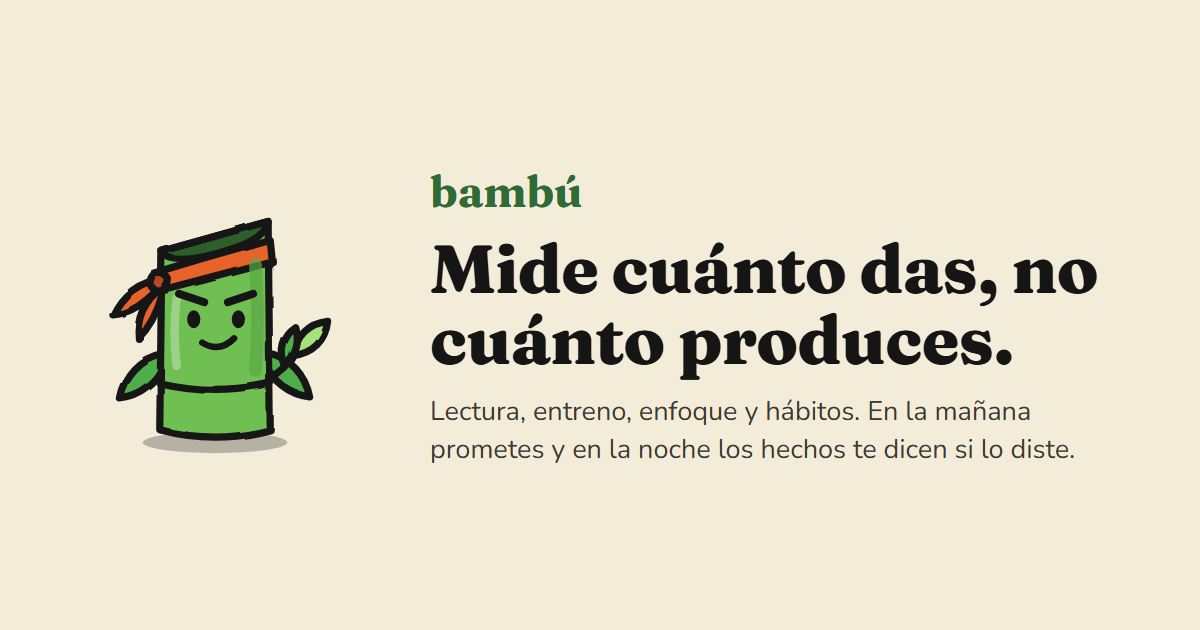 bambú
Mide cuánto das, no
cuánto produces.
Lectura, entreno, enfoque y hábitos. En la mañana
prometes y en la noche los hechos te dicen si lo diste.